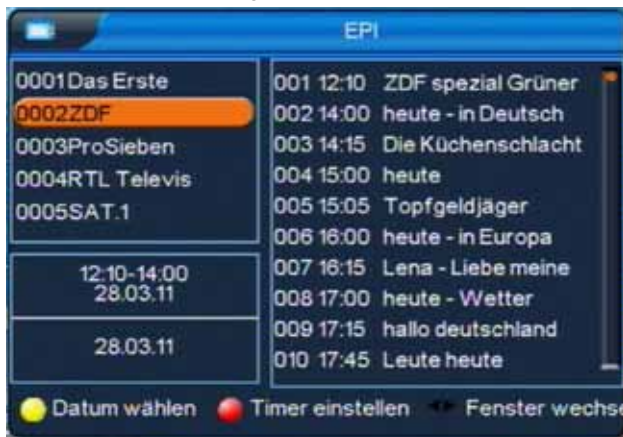 EPI
0001Das Erste
0002ZDF
0003ProSieben
0004RTL Televis
0005SAT.1
12:10-14:00
28.03.11
28.03.11
001 12:10 ZDF spezial Grüner
002 14:00 heute - in Deutsch
003 14:15 Die Küchenschlacht
004 15:00 heute
005 15:05 Topfgeldjäger
006 16:00 heute - in Europa
007 16:15 Lena - Liebe meine
008 17:00 heute - Wetter
009 17:15 hallo deutschland
010 17:45 Leute heute
Datum wählen Timer einstellen Fenster wechse